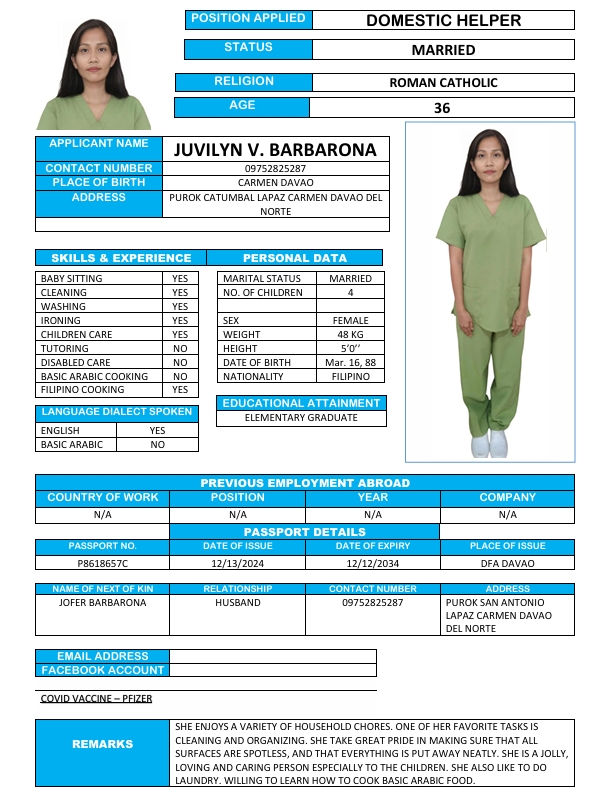 POSITION APPLIED DOMESTIC HELPER
STATUS MARRIED
RELIGION ROMAN CATHOLIC
AGE 36
APPLICANT NAME JUVILYN V. BARBARONA
CONTACT NUMBER 09752825287
PLACE OF BIRTH CARMEN DAVAO
ADDRESS PUROK CATUMBAL LAPAZ CARMEN DAVAO DEL
NORTE
SKILLS & EXPERIENCE PERSONAL DATA
BABY SITTING YES MARITAL STATUS MARRIED
CLEANING YES NO. OF CHILDREN 4
WASHING YES
IRONING YES SEX FEMALE
CHILDREN CARE YES WEIGHT 48 KG
TUTORING NO HEIGHT 5’0’’
DISABLED CARE NO DATE OF BIRTH Mar. 16, 88
BASIC ARABIC COOKING NO NATIONALITY FILIPINO
FILIPINO COOKING YES
EDUCATIONAL ATTAINMENT
LANGUAGE DIALECT SPOKEN ELEMENTARY GRADUATE
ENGLISH YES
BASIC ARABIC NO
PREVIOUS EMPLOYMENT ABROAD
COUNTRY OF WORK POSITION YEAR COMPANY
N/A N/A N/A N/A
PASSPORT DETAILS
PASSPORT NO. DATE OF ISSUE DATE OF EXPIRY PLACE OF ISSUE
P8618657C 12/13/2024 12/12/2034 DFA DAVAO
NAME OF NEXT OF KIN RELATIONSHIP CONTACT NUMBER ADDRESS
JOFER BARBARONA HUSBAND 09752825287 PUROK SAN ANTONIO
LAPAZ CARMEN DAVAO
DEL NORTE
EMAIL ADDRESS
FACEBOOK ACCOUNT
COVID VACCINE – PFIZER
REMARKS
SHE ENJOYS A VARIETY OF HOUSEHOLD CHORES. ONE OF HER FAVORITE TASKS IS
CLEANING AND ORGANIZING. SHE TAKE GREAT PRIDE IN MAKING SURE THAT ALL
SURFACES ARE SPOTLESS, AND THAT EVERYTHING IS PUT AWAY NEATLY. SHE IS A JOLLY,
LOVING AND CARING PERSON ESPECIALLY TO THE CHILDREN. SHE ALSO LIKE TO DO
LAUNDRY. WILLING TO LEARN HOW TO COOK BASIC ARABIC FOOD.